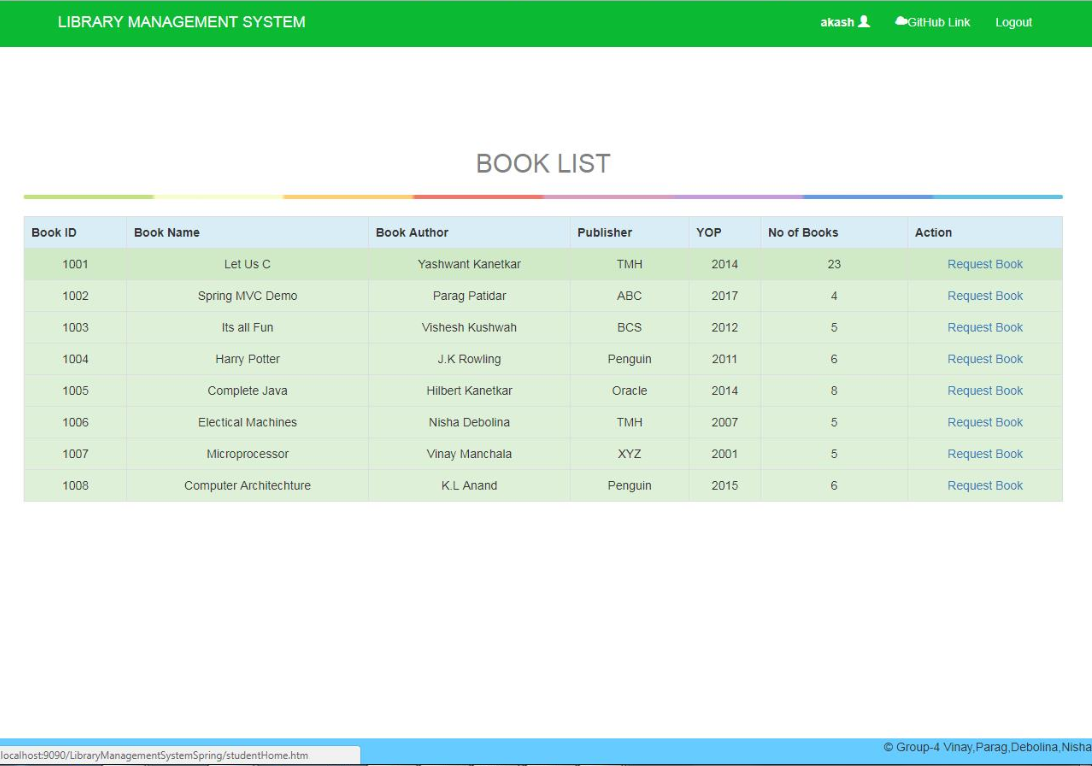 LIBRARY MANAGEMENT SYSTEM akash GitHub Link Logout
BOOK LIST
Book ID Book Name Book Author Publisher YOP No of Books Action
1001 Let Us C Yashwant Kanetkar TMH 2014 23 Request Book
1002 Spring MVC Demo Parag Patidar ABC 2017 4 Request Book
1003 Its all Fun Vishesh Kushwah BCS 2012 5 Request Book
1004 Harry Potter J.K Rowling Penguin 2011 6 Request Book
1005 Complete Java Hilbert Kanetkar Oracle 2014 8 Request Book
1006 Electical Machines Nisha Debolina TMH 2007 5 Request Book
1007 Microprocessor Vinay Manchala XYZ 2001 5 Request Book
1008 Computer Architechture K.L Anand Penguin 2015 6 Request Book
© Group-4 Vinay,Parag,Debolina,Nisha
localhost:9090/LibraryManagementSystemSpring/studentHome.htm